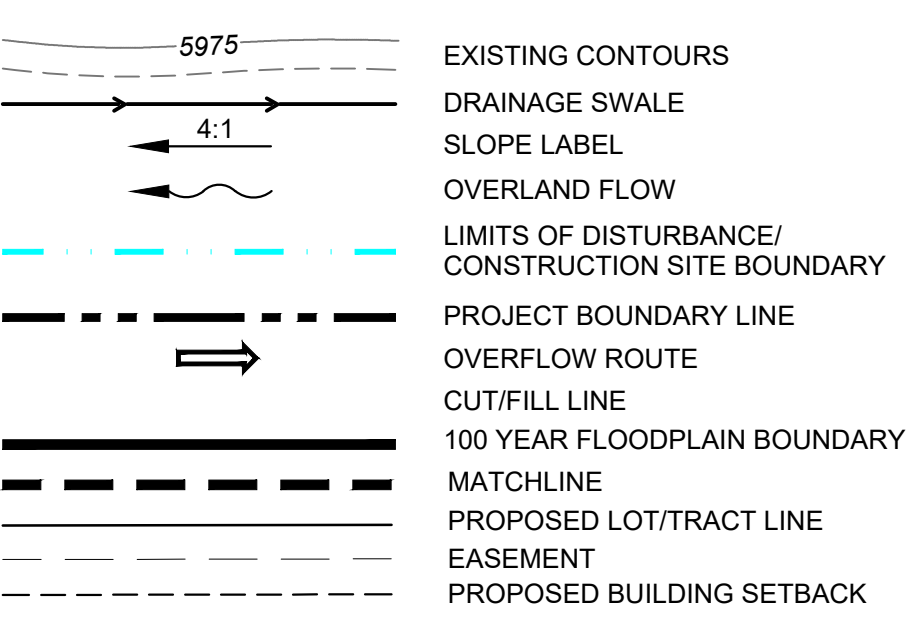 5975 EXISTING CONTOURS
DRAINAGE SWALE
4:1 SLOPE LABEL
OVERLAND FLOW
LIMITS OF DISTURBANCE/
CONSTRUCTION SITE BOUNDARY
PROJECT BOUNDARY LINE
OVERFLOW ROUTE
CUT/FILL LINE
100 YEAR FLOODPLAIN BOUNDARY
MATCHLINE
PROPOSED LOT/TRACT LINE
EASEMENT
PROPOSED BUILDING SETBACK